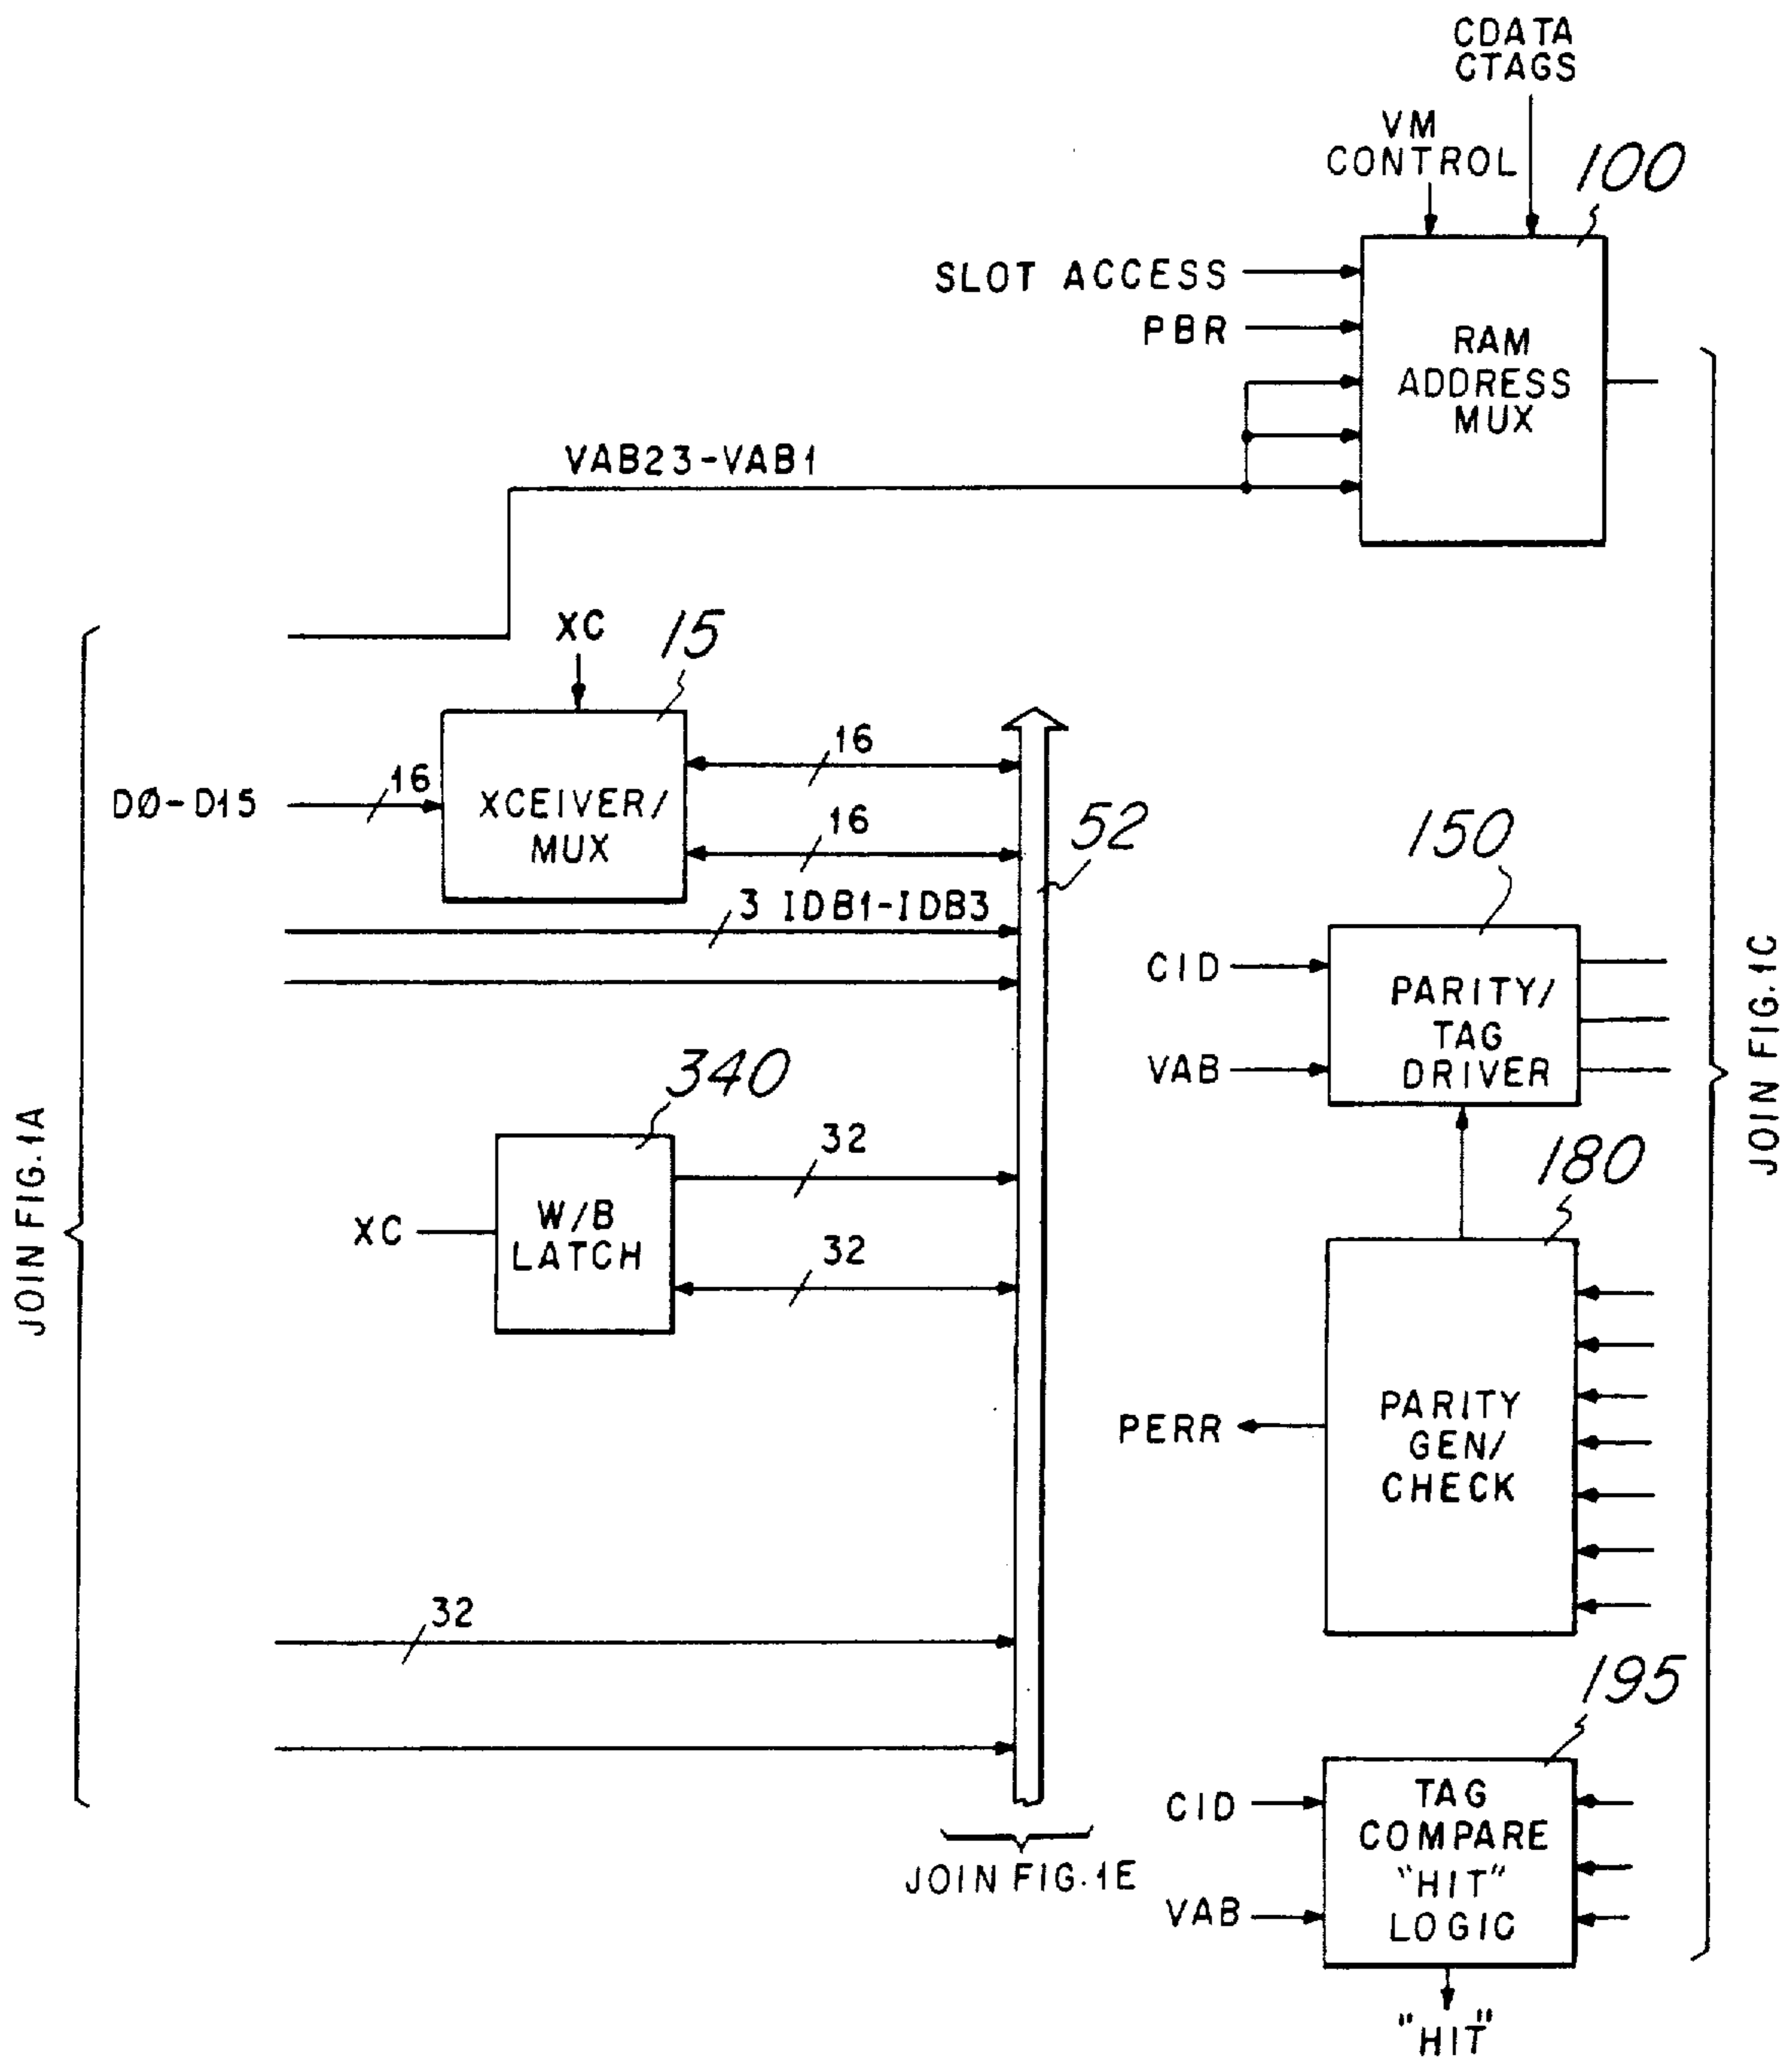 CDATA
CTAGS
VM
CONTROL
100
SLOT ACCESS
PBR
RAM
ADDRESS
MUX
VAB23-VAB1
XC
15
16
DØ-D15
16
XCEIVER/
MUX
16
52
3 IDB1-IDB3
150
CID
PARITY/
TAG
DRIVER
VAB
340
32
XC
W/B
LATCH
32
180
PERR
PARITY
GEN/
CHECK
32
195
CID
TAG
COMPARE
"HIT"
LOGIC
VAB
"HIT"
JOIN FIG.1A
JOIN FIG.1E
JOIN FIG.1C